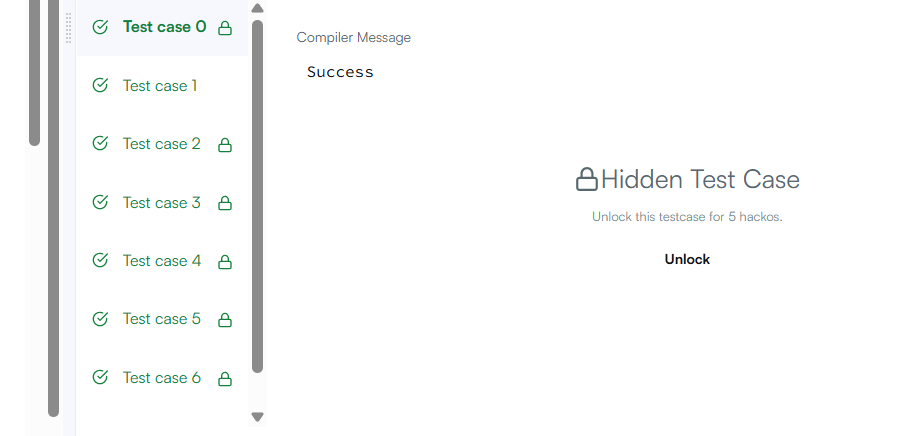 Test case 0
Test case 1
Test case 2
Test case 3
Test case 4
Test case 5
Test case 6
Compiler Message
Success
Hidden Test Case
Unlock this testcase for 5 hackos.
Unlock